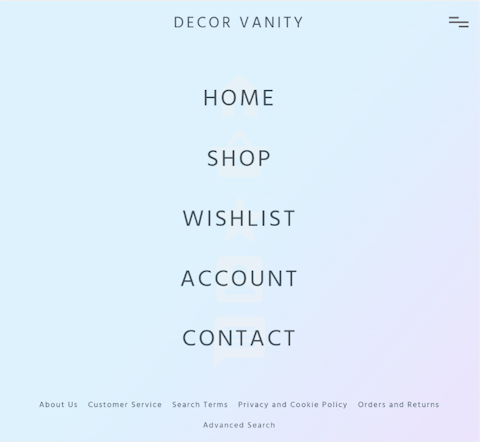 DECOR VANITY
HOME
SHOP
WISHLIST
ACCOUNT
CONTACT
About Us Customer Service Search Terms Privacy and Cookie Policy Orders and Returns
Advanced Search